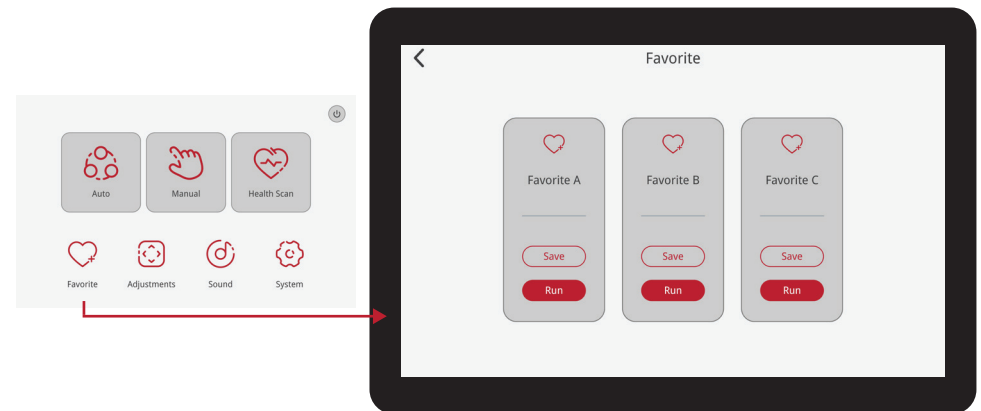 Auto Manual Health Scan
Favorite Adjustments Sound System
Favorite
Favorite A Favorite B Favorite C
Save Save Save
Run Run Run